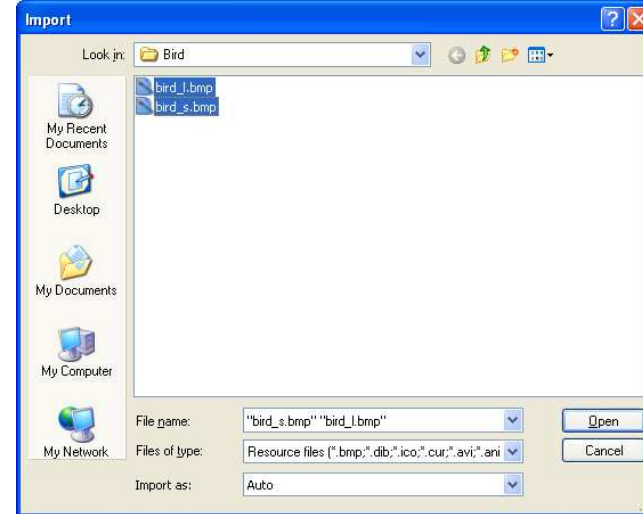 Import
Look in: Bird
bird_l.bmp
bird_s.bmp
My Recent
Documents
Desktop
My Documents
My Computer
My Network
File name: "bird_s.bmp" "bird_l.bmp" Open
Files of type: Resource files (*.bmp;*.dib;*.ico;*.cur;*.avi;*.ani Cancel
Import as: Auto